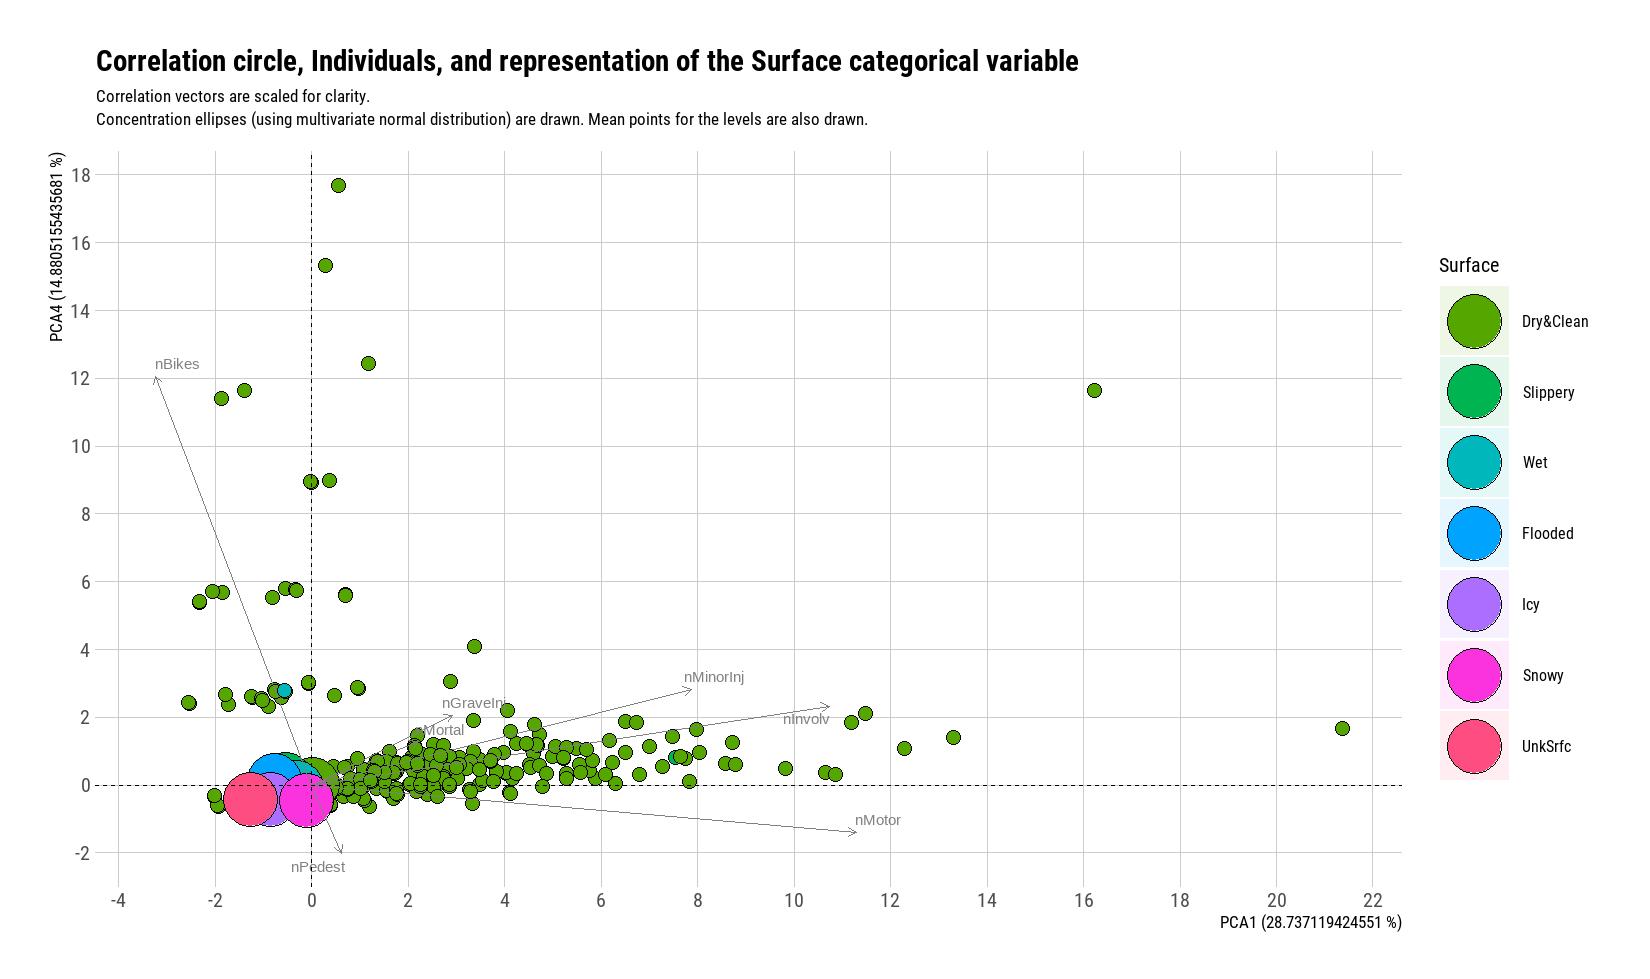 Correlation circle, Individuals, and representation of the Surface categorical variable
Correlation vectors are scaled for clarity.
Concentration ellipses (using multivariate normal distribution) are drawn. Mean points for the levels are also drawn.
PCA4 (14.8805155435681 %)
18
16
14
12
10
8
6
4
2
0
-2
nBikes
nMinorInj
nGraveInj
nInvolv
nMortal
nMotor
nPedest
-4
-2
0
2
4
6
8
10
12
14
16
18
20
22
PCA1 (28.737119424551 %)
Surface
Dry&Clean
Slippery
Wet
Flooded
Icy
Snowy
UnkSrfc